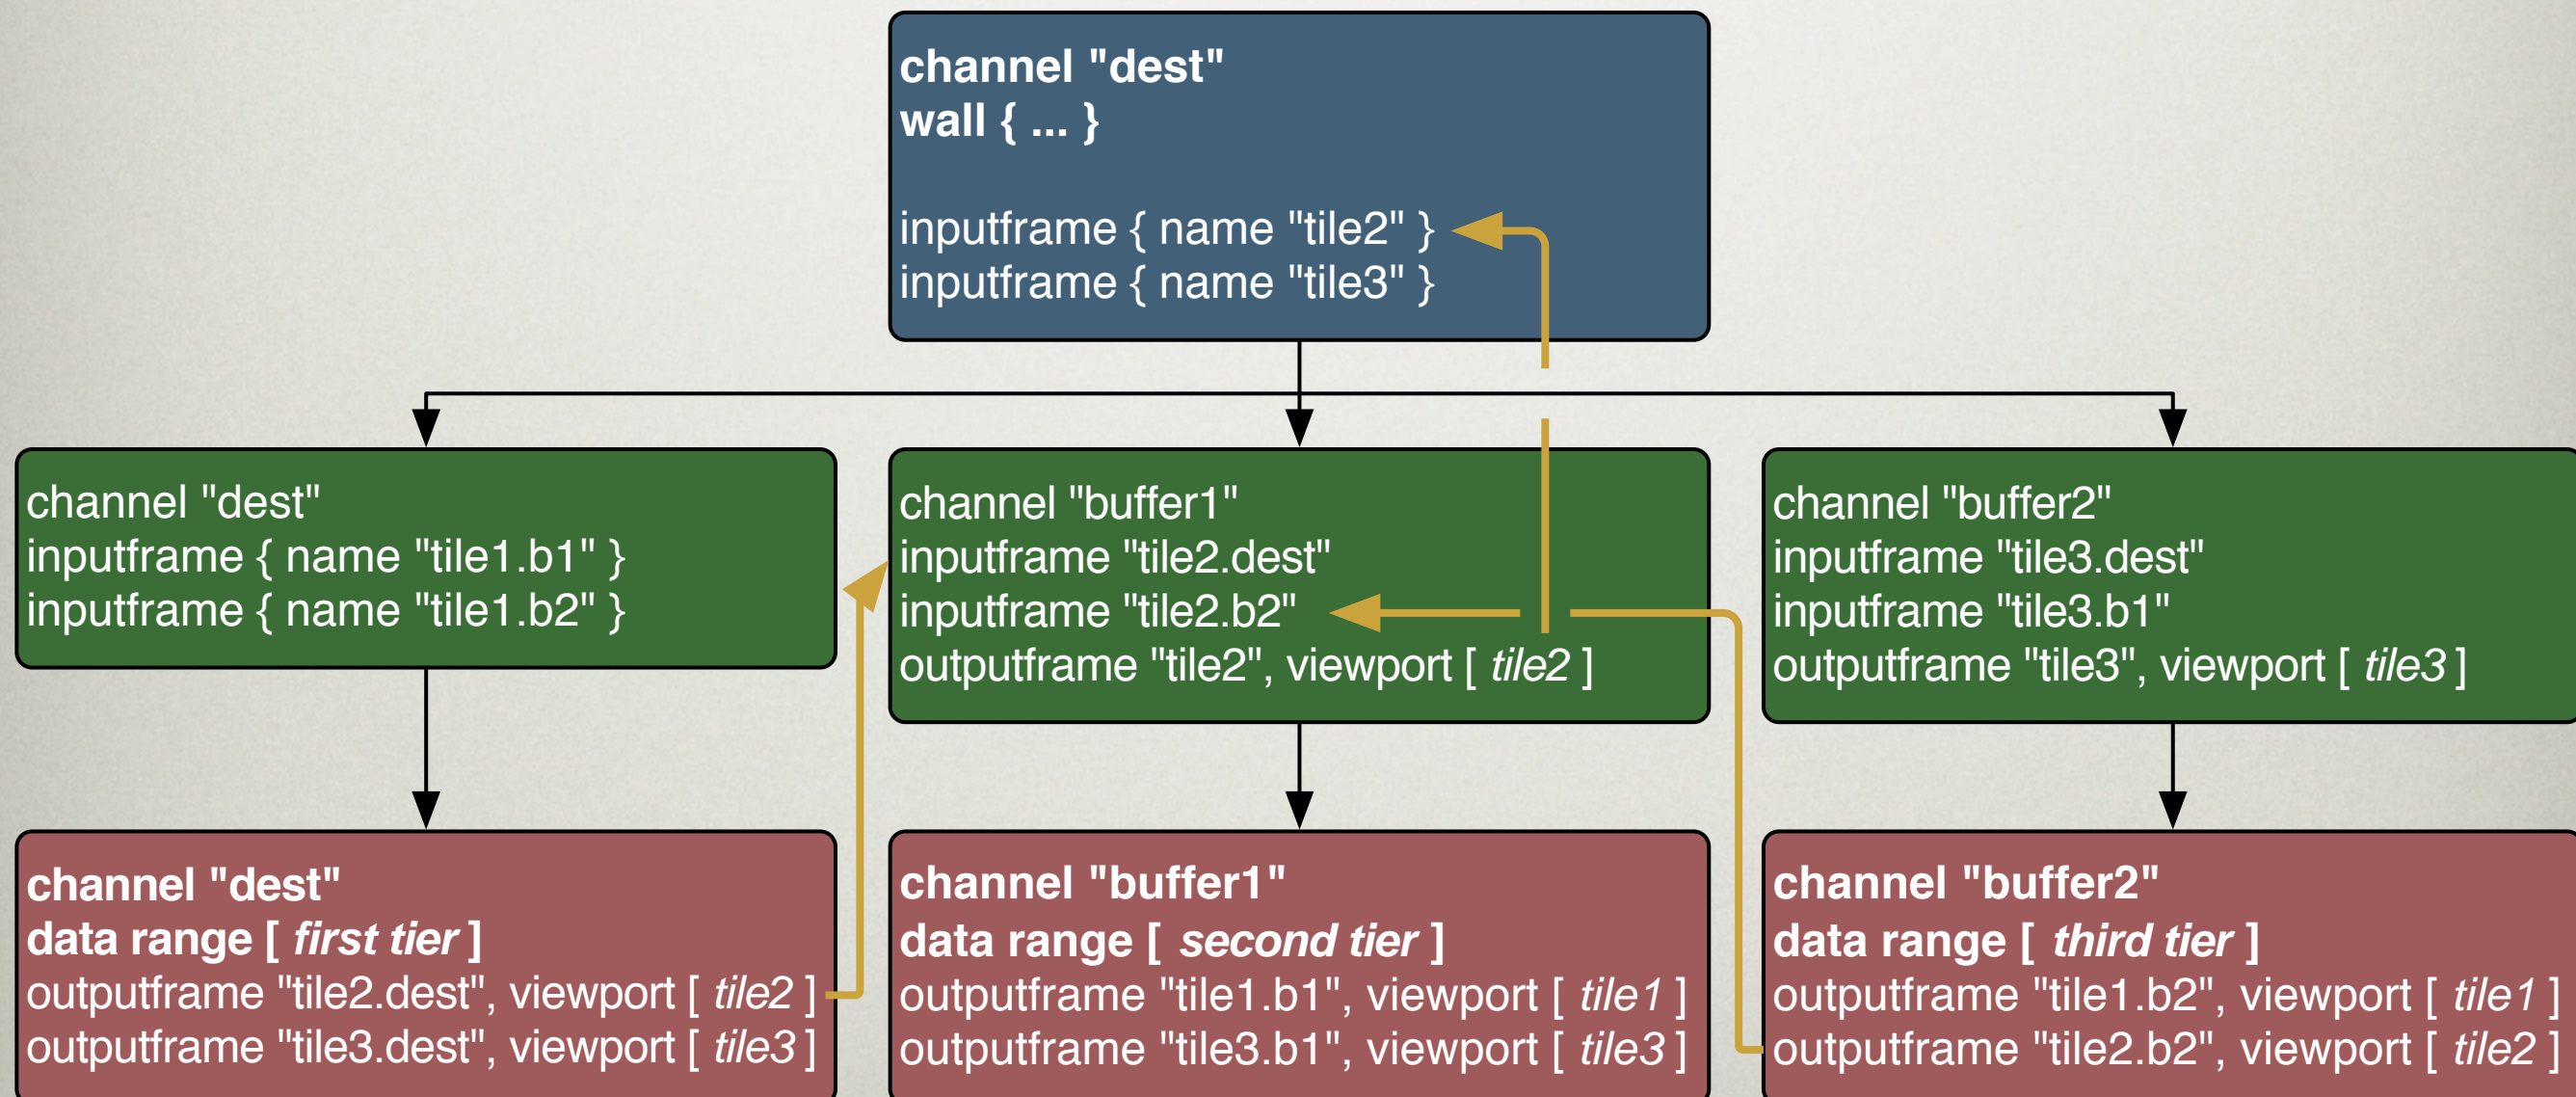 channel "dest"
wall { ... }
inputframe { name "tile2" }
inputframe { name "tile3" }
channel "dest"
inputframe { name "tile1.b1" }
inputframe { name "tile1.b2" }
channel "buffer1"
inputframe "tile2.dest"
inputframe "tile2.b2"
outputframe "tile2", viewport [ tile2 ]
channel "buffer2"
inputframe "tile3.dest"
inputframe "tile3.b1"
outputframe "tile3", viewport [ tile3 ]
channel "dest"
data range [ first tier ]
outputframe "tile2.dest", viewport [ tile2 ]
outputframe "tile3.dest", viewport [ tile3 ]
channel "buffer1"
data range [ second tier ]
outputframe "tile1.b1", viewport [ tile1 ]
outputframe "tile3.b1", viewport [ tile3 ]
channel "buffer2"
data range [ third tier ]
outputframe "tile1.b2", viewport [ tile1 ]
outputframe "tile2.b2", viewport [ tile2 ]